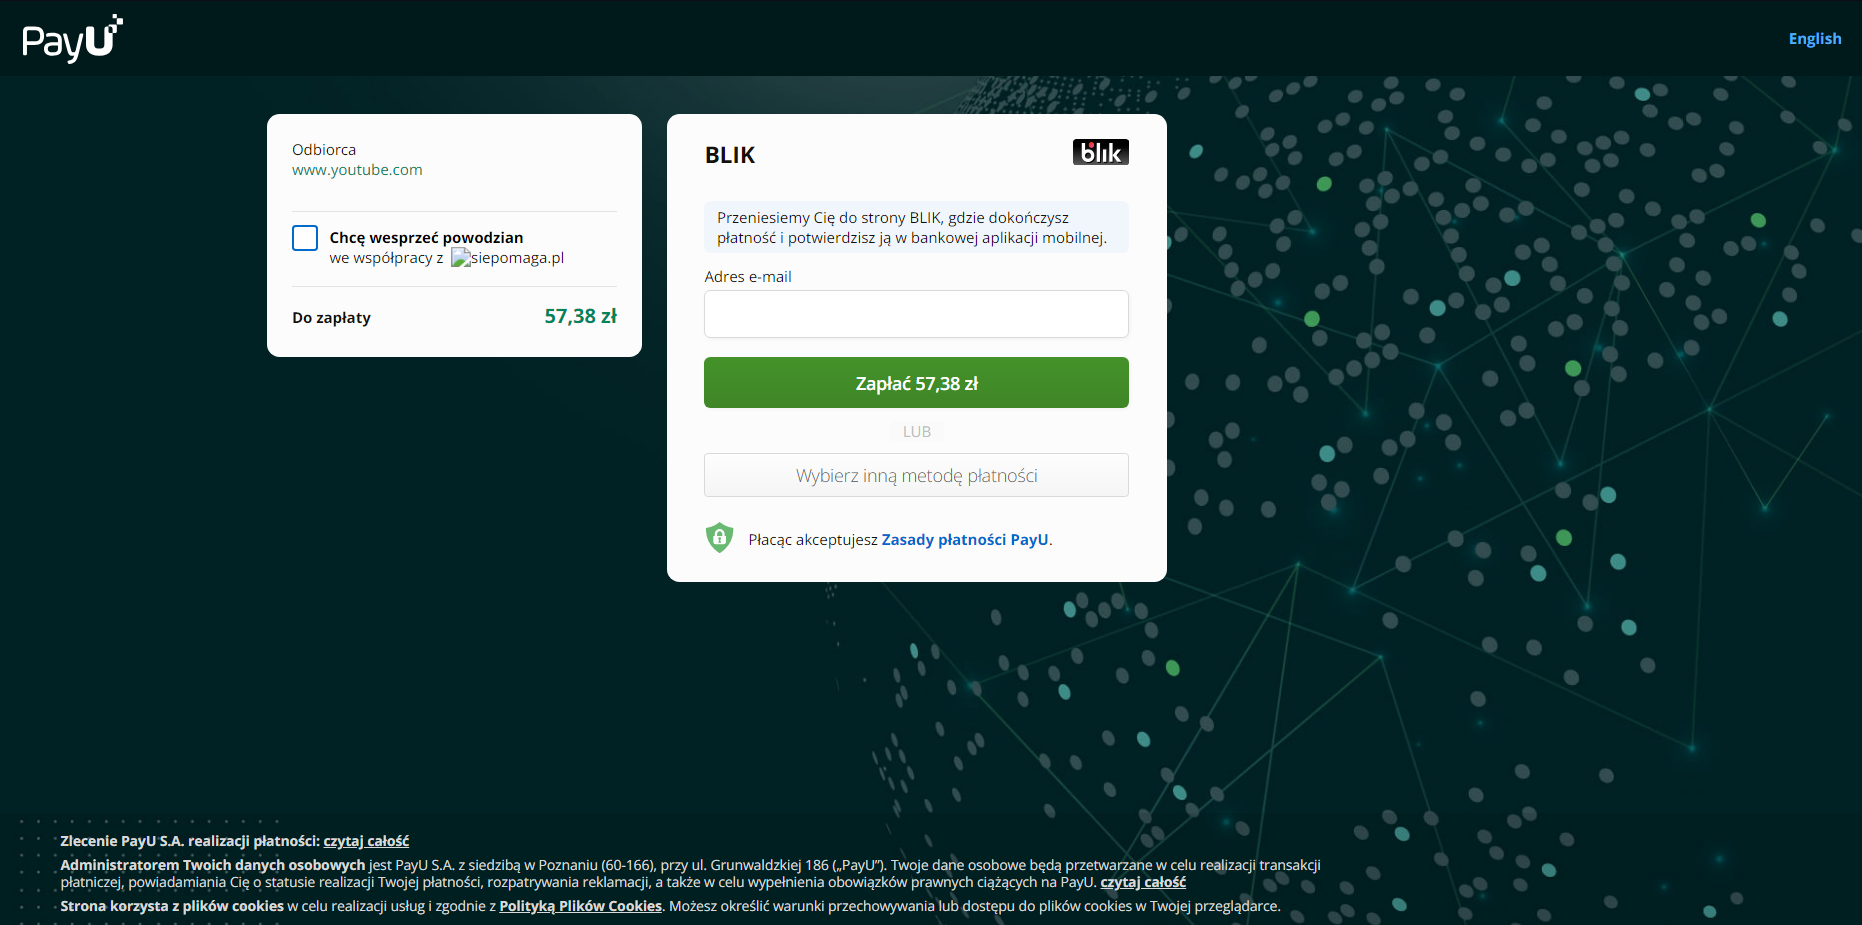 PayU
English
Odbiorca
www.youtube.com
Chcę wesprzeć powodzian
we współpracy z siepomaga.pl
Do zapłaty 57,38 zł
BLIK blik
Przeniesiemy Cię do strony BLIK, gdzie dokończysz
płatność i potwierdzisz ją w bankowej aplikacji mobilnej.
Adres e-mail
Zapłać 57,38 zł
LUB
Wybierz inną metodę płatności
Płacąc akceptujesz Zasady płatności PayU.
Zlecenie PayU S.A. realizacji płatności: czytaj całość
Administratorem Twoich danych osobowych jest PayU S.A. z siedzibą w Poznaniu (60-166), przy ul. Grunwaldzkiej 186 („PayU”). Twoje dane osobowe będą przetwarzane w celu realizacji transakcji
płatniczej, powiadamiania Cię o statusie realizacji Twojej płatności, rozpatrywania reklamacji, a także w celu wypełnienia obowiązków prawnych ciążących na PayU. czytaj całość
Strona korzysta z plików cookies w celu realizacji usług i zgodnie z Polityką Plików Cookies. Możesz określić warunki przechowywania lub dostępu do plików cookies w Twojej przeglądarce.